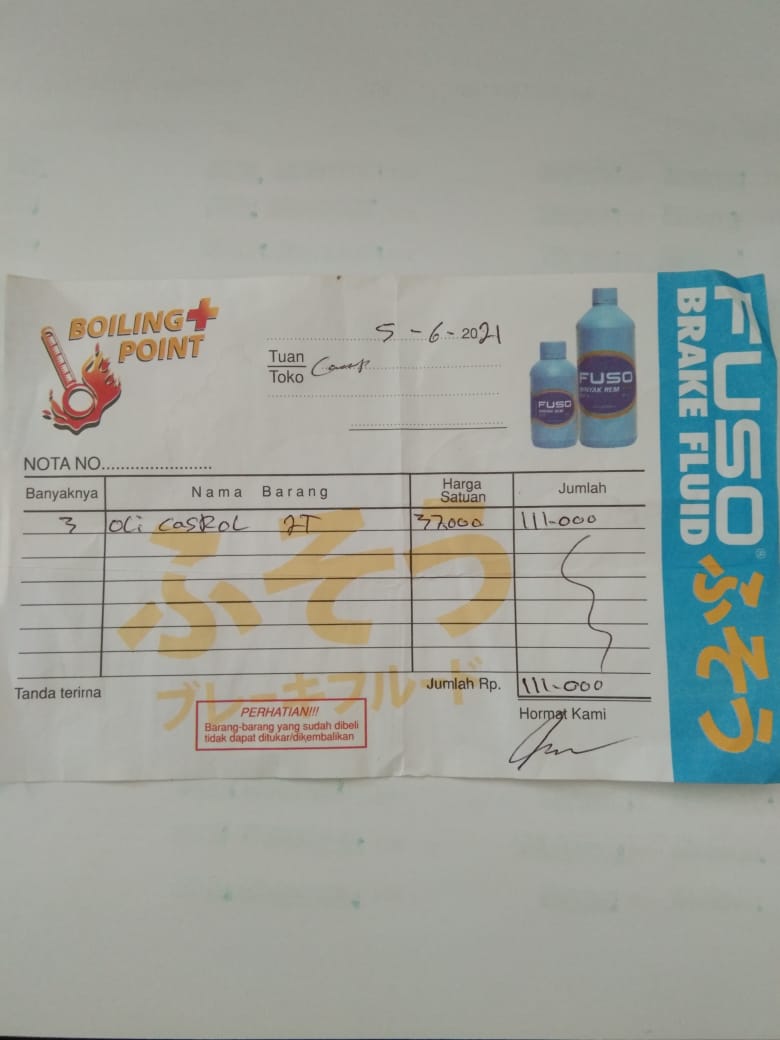 BOILING+
POINT
5 - 6 - 2021
Tuan
Toko
FUSO
MINYAK REM
FUSO
FUSO®
BRAKE FLUID
ふそう
NOTA NO.......................
Banyaknya Nama Barang Harga Satuan Jumlah
3 OLi CASROL 2T 37.000 111.000
ふそう
ブレーキフルード
Tanda terima Jumlah Rp. 111.000
PERHATIAN!!!
Barang-barang yang sudah dibeli
tidak dapat ditukar/dikembalikan
Hormat Kami